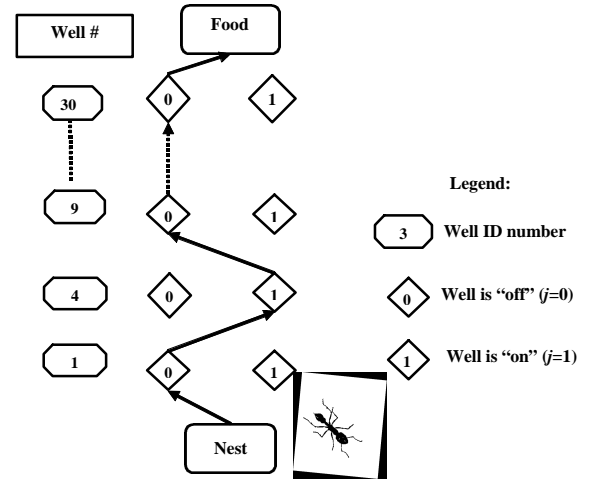 Well #
Food
30
0
1
9
0
1
4
0
1
1
0
1
Nest
Legend:
3
Well ID number
0
Well is “off” (j=0)
1
Well is “on” (j=1)